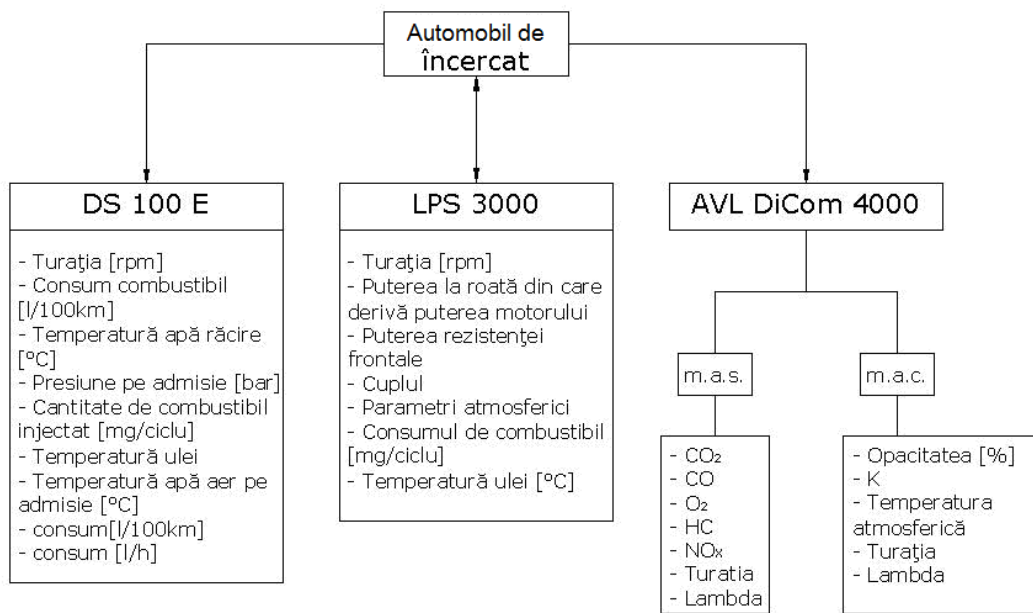 Automobil de
încercat
DS 100 E
- Turaţia [rpm]
- Consum combustibil
[l/100km]
- Temperatură apă răcire
[ºC]
- Presiune pe admisie [bar]
- Cantitate de combustibil
injectat [mg/ciclu]
- Temperatură ulei
- Temperatură apă aer pe
admisie [ºC]
- consum[l/100km]
- consum [l/h]
LPS 3000
- Turaţia [rpm]
- Puterea la roată din care
derivă puterea motorului
- Puterea rezistenţei
frontale
- Cuplul
- Parametri atmosferici
- Consumul de combustibil
[mg/ciclu]
- Temperatură ulei [ºC]
AVL DiCom 4000
m.a.s.
- CO₂
- CO
- O₂
- HC
- NOₓ
- Turatia
- Lambda
m.a.c.
- Opacitatea [%]
- K
- Temperatura
atmosferică
- Turaţia
- Lambda